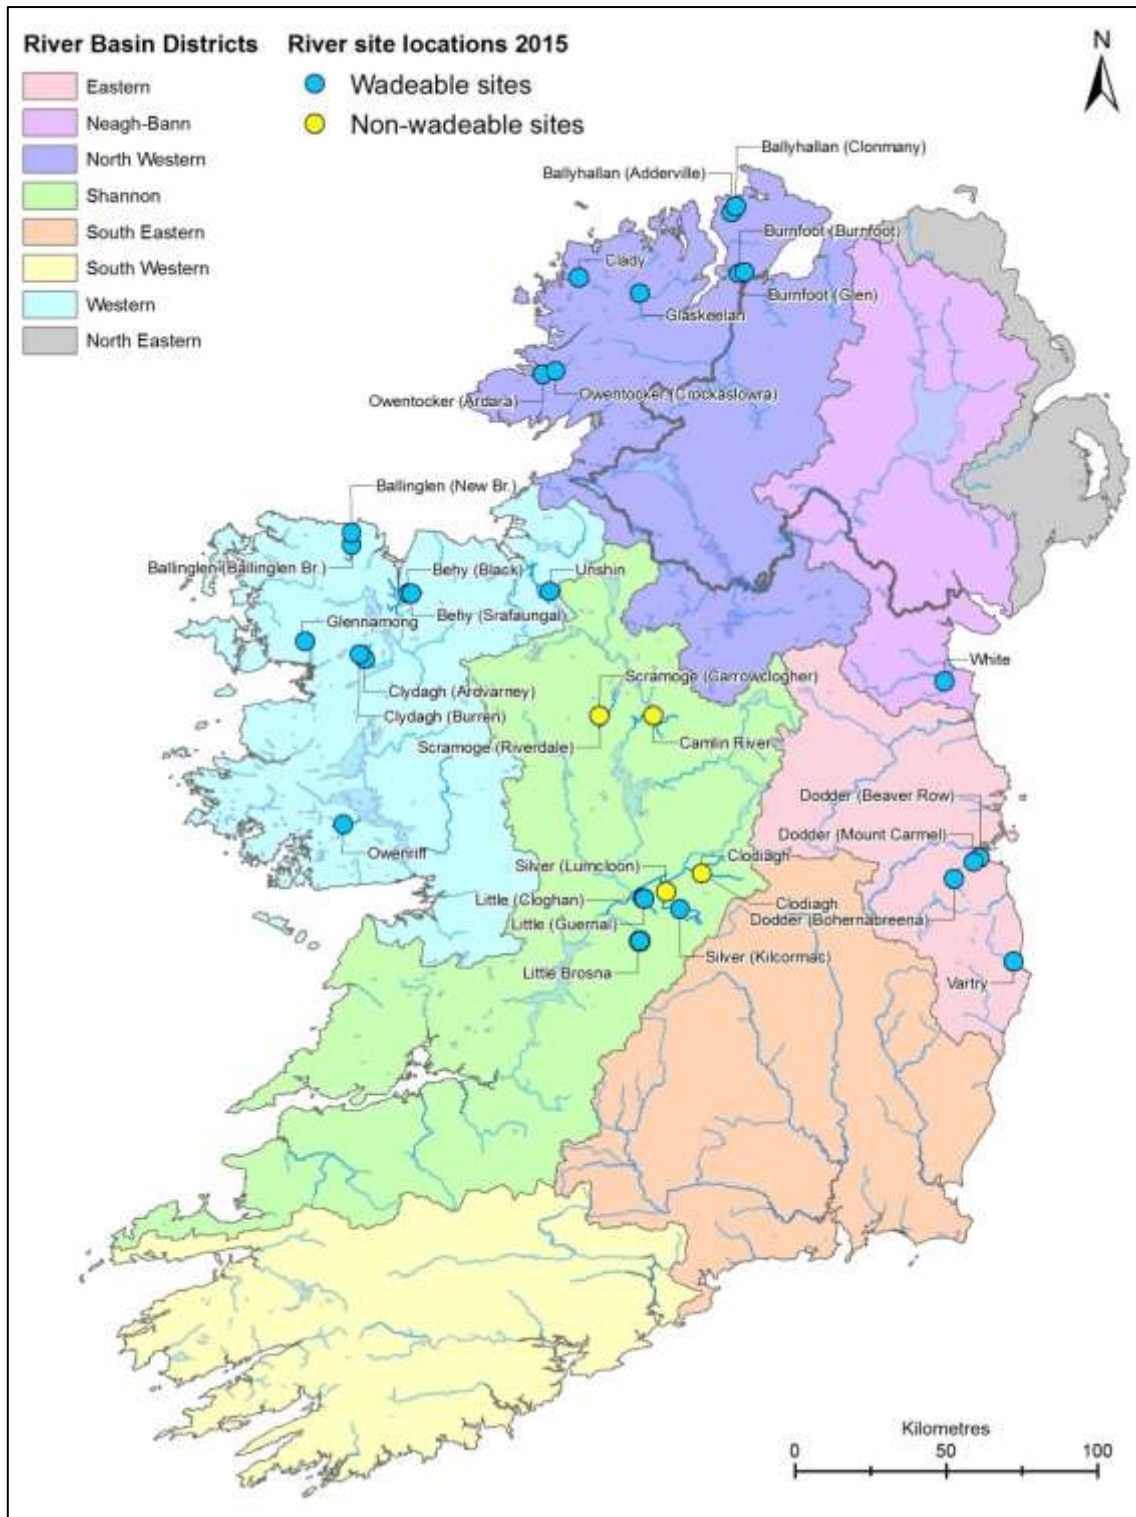 River Basin Districts
Eastern
Neagh-Bann
North Western
Shannon
South Eastern
South Western
Western
North Eastern
River site locations 2015
Wadeable sites
Non-wadeable sites
N
Ballyhallan (Clonmany)
Ballyhallan (Adderville)
Burnfoot (Burnfoot)
Clady
Burnfoot (Glen)
Glaskeelan
Owentocker (Crockaslowra)
Owentocker (Ardara)
Ballinglen (New Br.)
Ballinglen (Ballinglen Br.)
Behy (Black)
Unshin
Behy (Srafaungal)
Glennamong
White
Scramoge (Carrowclogher)
Clydagh (Ardvarney)
Clydagh (Burren)
Scramoge (Riverdale)
Camlin River
Dodder (Beaver Row)
Dodder (Mount Carmel)
Owenriff
Clodiagh
Silver (Lumcloon)
Little (Cloghan)
Clodiagh
Dodder (Bohernabreena)
Little (Guernal)
Silver (Kilcormac)
Little Brosna
Vartry
Kilometres
0 50 100